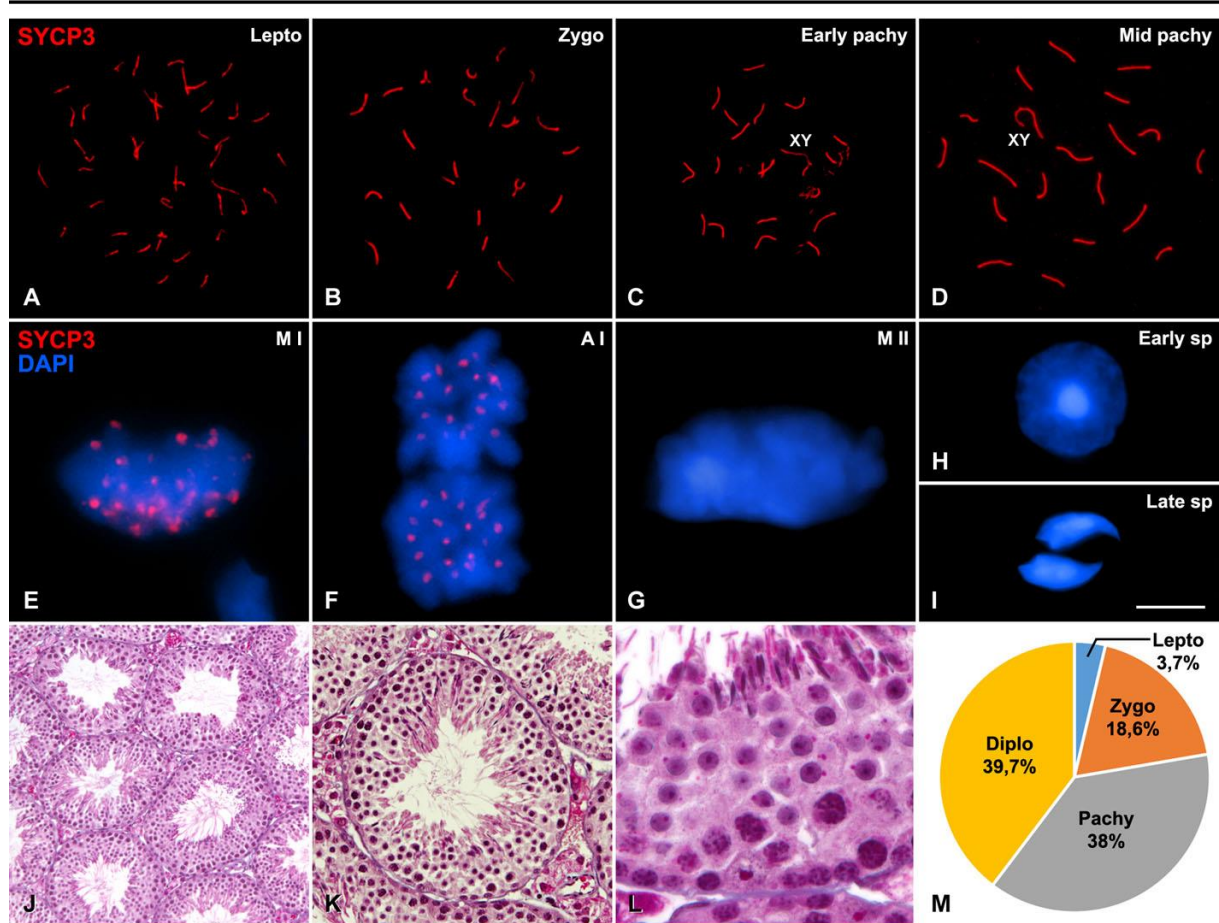 SYCP3
Lepto
Zygo
Early pachy
Mid pachy
XY
XY
A
B
C
D
SYCP3
DAPI
M I
A I
M II
Early sp
H
Late sp
E
F
G
I
Lepto
3,7%
Zygo
18,6%
Diplo
39,7%
Pachy
38%
J
K
L
M